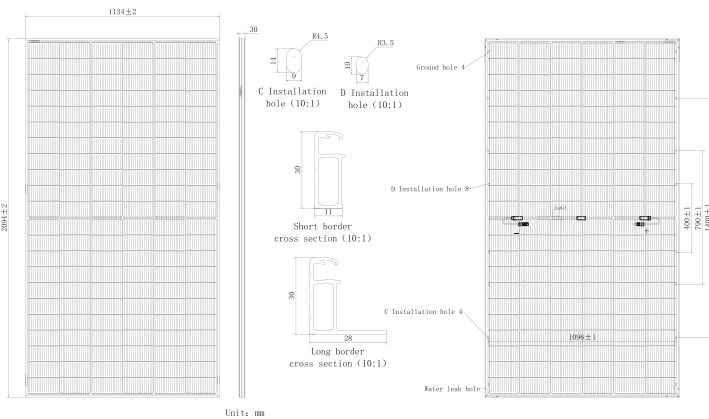 1134±2
2094±2
30
R4.5
14
9
C Installation
hole (10:1)
R3.5
10
7
D Installation
hole (10:1)
30
11
Short border
cross section (10:1)
30
28
Long border
cross section (10:1)
Ground hole 4
D Installation hole 8
Label
C Installation hole 4
Water leak hole
1096±1
400±1
790±1
1400±1
Unit: mm